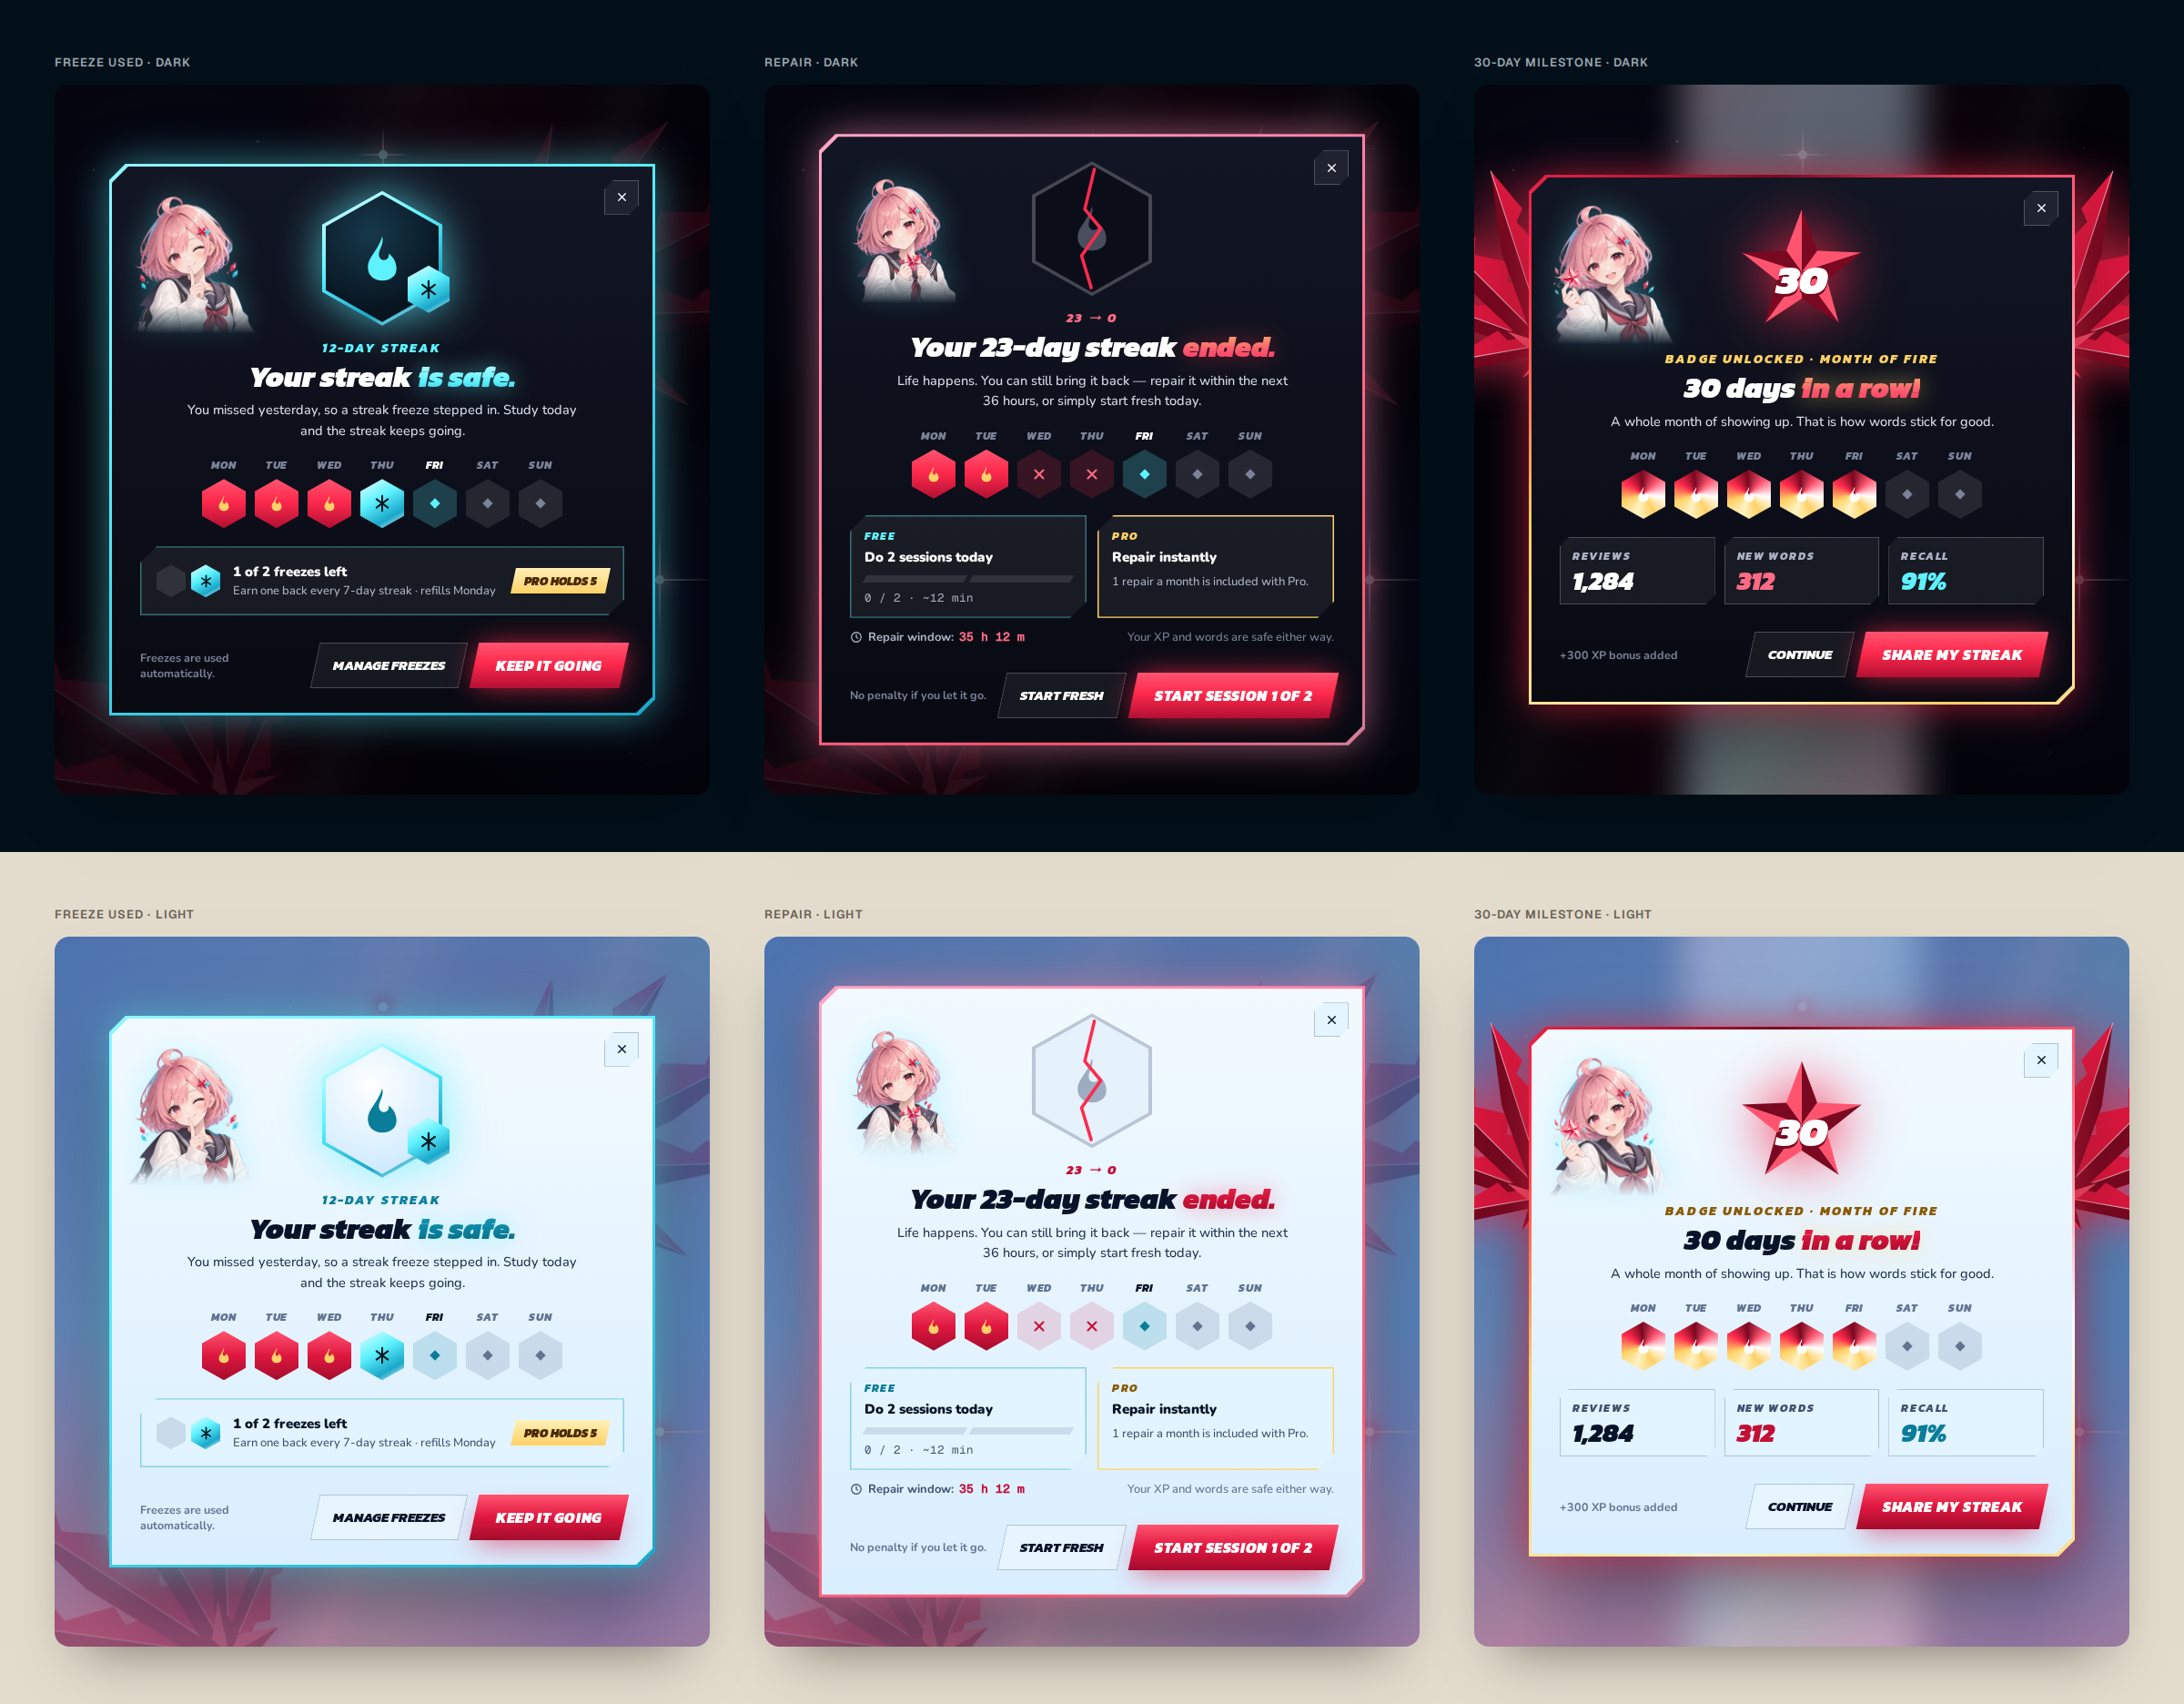 FREEZE USED · DARK
12-DAY STREAK
Your streak is safe.
You missed yesterday, so a streak freeze stepped in. Study today
and the streak keeps going.
MON TUE WED THU FRI SAT SUN
1 of 2 freezes left
Earn one back every 7-day streak · refills Monday
PRO HOLDS 5
Freezes are used
automatically.
MANAGE FREEZES
KEEP IT GOING
REPAIR · DARK
23 → 0
Your 23-day streak ended.
Life happens. You can still bring it back — repair it within the next
36 hours, or simply start fresh today.
MON TUE WED THU FRI SAT SUN
FREE
Do 2 sessions today
0 / 2 · ~12 min
PRO
Repair instantly
1 repair a month is included with Pro.
Repair window: 35 h 12 m
Your XP and words are safe either way.
No penalty if you let it go.
START FRESH
START SESSION 1 OF 2
30-DAY MILESTONE · DARK
30
BADGE UNLOCKED · MONTH OF FIRE
30 days in a row!
A whole month of showing up. That is how words stick for good.
MON TUE WED THU FRI SAT SUN
REVIEWS
1,284
NEW WORDS
312
RECALL
91%
+300 XP bonus added
CONTINUE
SHARE MY STREAK
FREEZE USED · LIGHT
12-DAY STREAK
Your streak is safe.
You missed yesterday, so a streak freeze stepped in. Study today
and the streak keeps going.
MON TUE WED THU FRI SAT SUN
1 of 2 freezes left
Earn one back every 7-day streak · refills Monday
PRO HOLDS 5
Freezes are used
automatically.
MANAGE FREEZES
KEEP IT GOING
REPAIR · LIGHT
23 → 0
Your 23-day streak ended.
Life happens. You can still bring it back — repair it within the next
36 hours, or simply start fresh today.
MON TUE WED THU FRI SAT SUN
FREE
Do 2 sessions today
0 / 2 · ~12 min
PRO
Repair instantly
1 repair a month is included with Pro.
Repair window: 35 h 12 m
Your XP and words are safe either way.
No penalty if you let it go.
START FRESH
START SESSION 1 OF 2
30-DAY MILESTONE · LIGHT
30
BADGE UNLOCKED · MONTH OF FIRE
30 days in a row!
A whole month of showing up. That is how words stick for good.
MON TUE WED THU FRI SAT SUN
REVIEWS
1,284
NEW WORDS
312
RECALL
91%
+300 XP bonus added
CONTINUE
SHARE MY STREAK